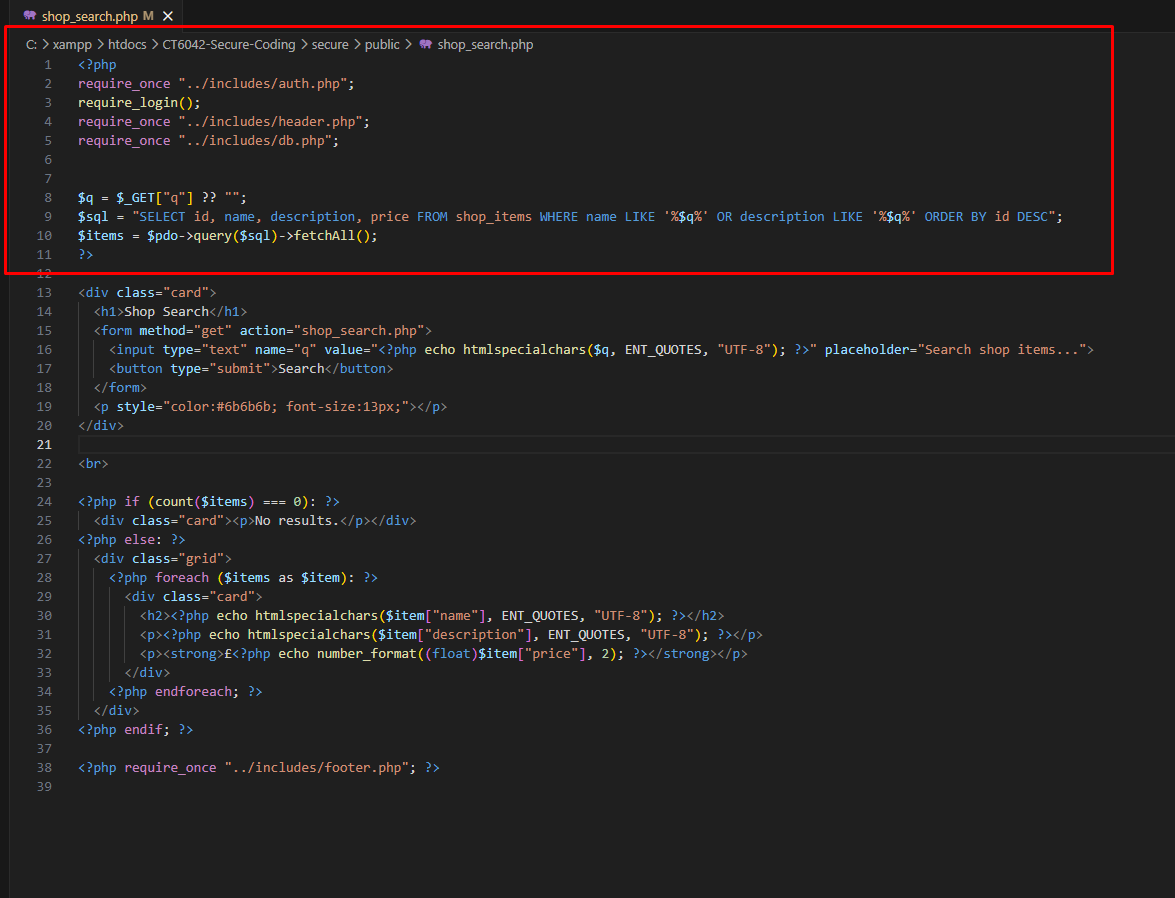 shop_search.php M
C: > xampp > htdocs > CT6042-Secure-Coding > secure > public > shop_search.php
1 <?php
2 require_once "../includes/auth.php";
3 require_login();
4 require_once "../includes/header.php";
5 require_once "../includes/db.php";
6
7
8 $q = $_GET["q"] ?? "";
9 $sql = "SELECT id, name, description, price FROM shop_items WHERE name LIKE '%$q%' OR description LIKE '%$q%' ORDER BY id DESC";
10 $items = $pdo->query($sql)->fetchAll();
11 ?>
12
13 <div class="card">
14   <h1>Shop Search</h1>
15   <form method="get" action="shop_search.php">
16     <input type="text" name="q" value="<?php echo htmlspecialchars($q, ENT_QUOTES, "UTF-8"); ?>" placeholder="Search shop items...">
17     <button type="submit">Search</button>
18   </form>
19   <p style="color:#6b6b6b; font-size:13px;"></p>
20 </div>
21
22 <br>
23
24 <?php if (count($items) === 0): ?>
25   <div class="card"><p>No results.</p></div>
26 <?php else: ?>
27   <div class="grid">
28     <?php foreach ($items as $item): ?>
29       <div class="card">
30         <h2><?php echo htmlspecialchars($item["name"], ENT_QUOTES, "UTF-8"); ?></h2>
31         <p><?php echo htmlspecialchars($item["description"], ENT_QUOTES, "UTF-8"); ?></p>
32         <p><strong>£<?php echo number_format((float)$item["price"], 2); ?></strong></p>
33       </div>
34     <?php endforeach; ?>
35   </div>
36 <?php endif; ?>
37
38 <?php require_once "../includes/footer.php"; ?>
39